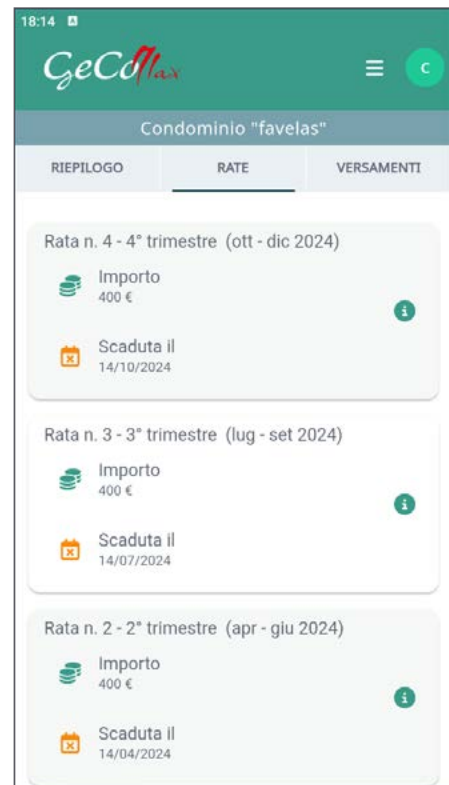 18:14 A
GeCoMax
C
Condominio "favelas"
RIEPILOGO RATE VERSAMENTI
Rata n. 4 - 4° trimestre (ott - dic 2024)
Importo
400 €
Scaduta il
14/10/2024
Rata n. 3 - 3° trimestre (lug - set 2024)
Importo
400 €
Scaduta il
14/07/2024
Rata n. 2 - 2° trimestre (apr - giu 2024)
Importo
400 €
Scaduta il
14/04/2024